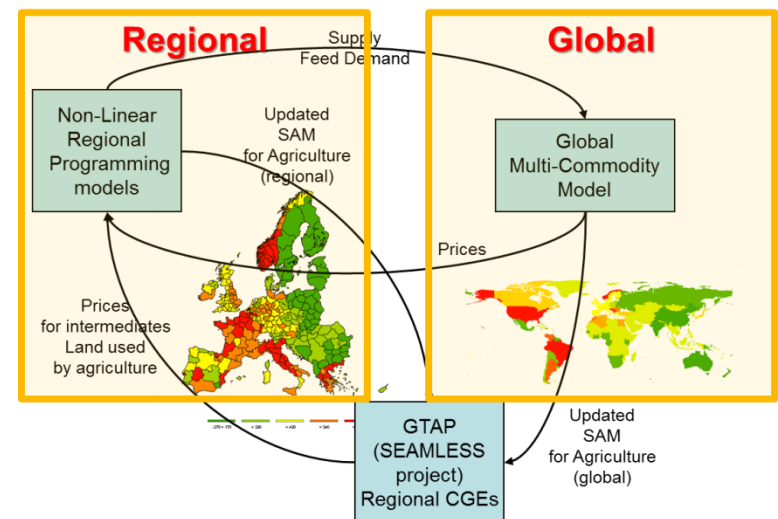 Regional
Global
Supply
Feed Demand
Non-Linear
Regional
Programming
models
Updated
SAM
for Agriculture
(regional)
Global
Multi-Commodity
Model
Prices
Prices
for intermediates
Land used
by agriculture
GTAP
(SEAMLESS
project)
Regional CGEs
Updated
SAM
for Agriculture
(global)